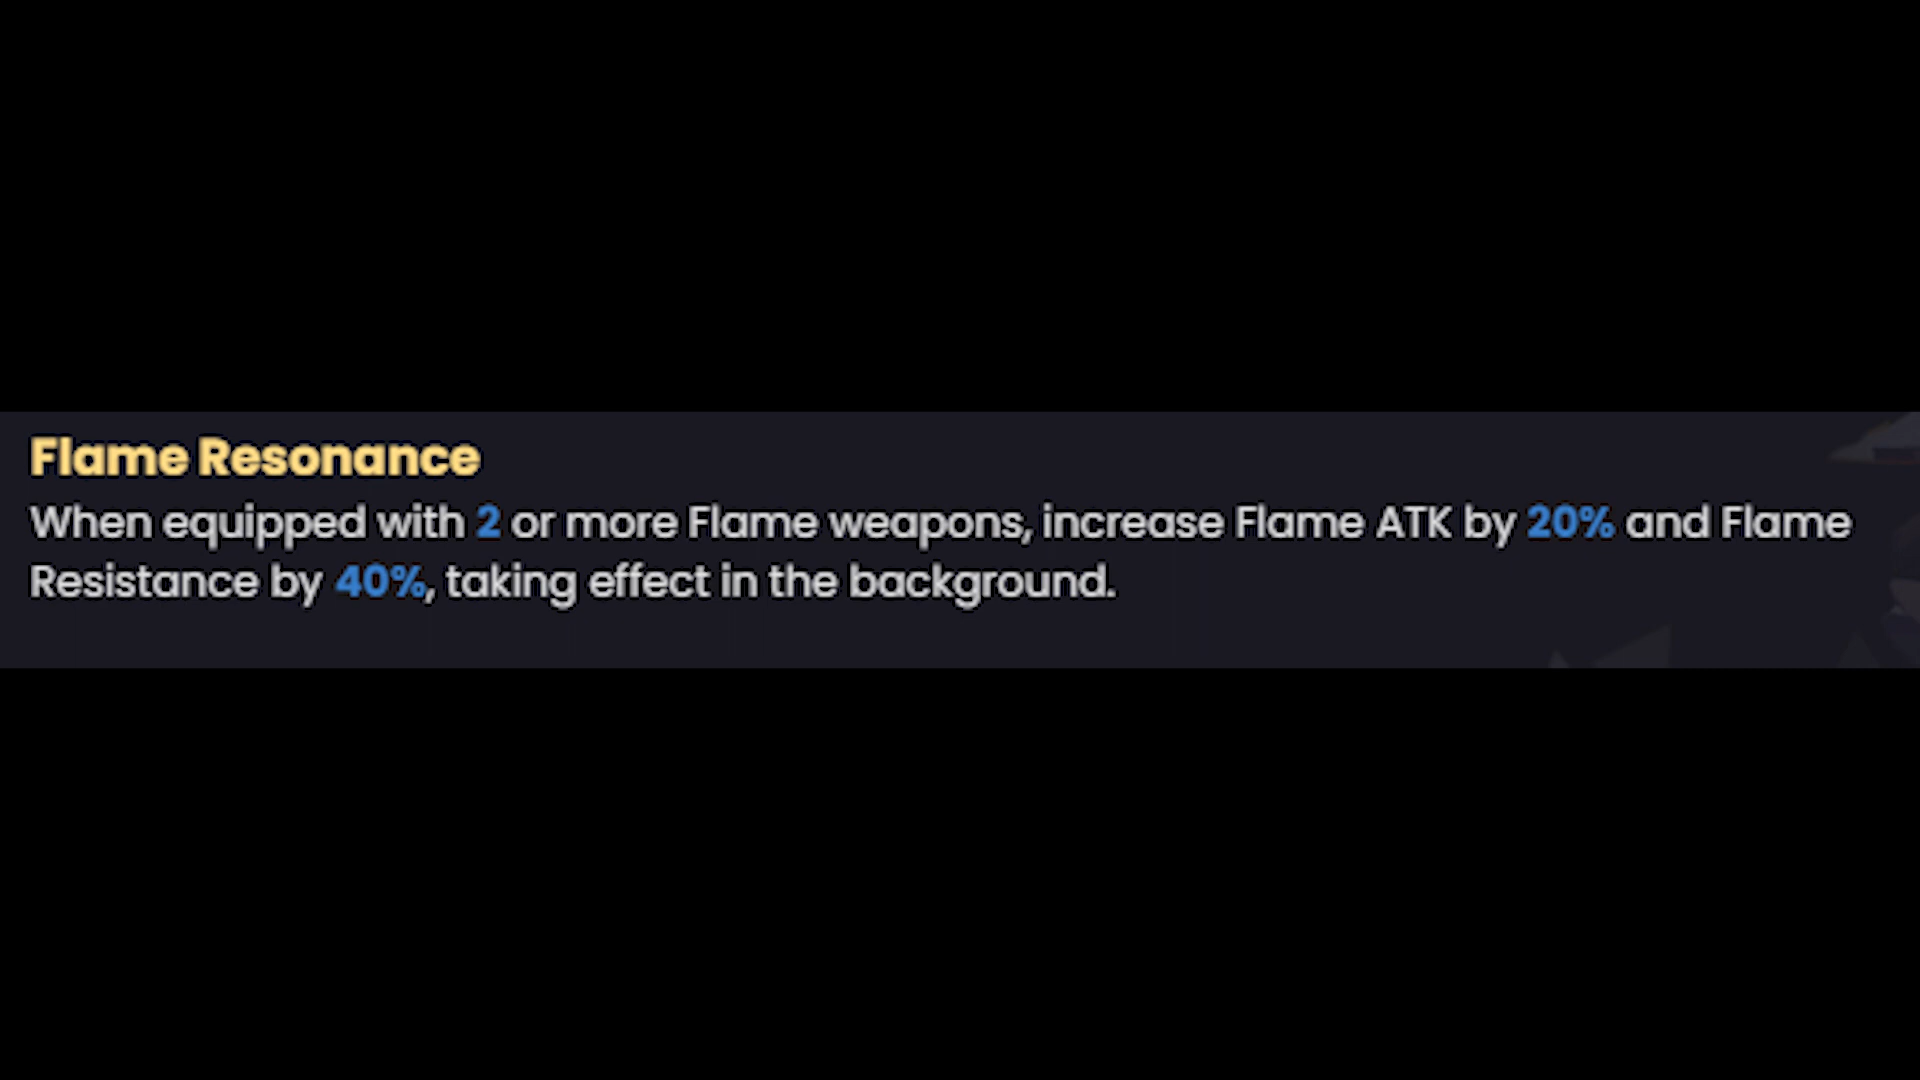 Flame Resonance
When equipped with 2 or more Flame weapons, increase Flame ATK by 20% and Flame
Resistance by 40%, taking effect in the background.